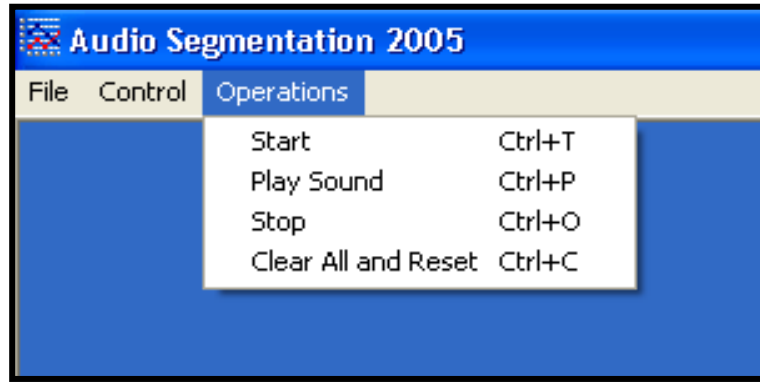 Audio Segmentation 2005
File Control Operations
Start Ctrl+T
Play Sound Ctrl+P
Stop Ctrl+O
Clear All and Reset Ctrl+C